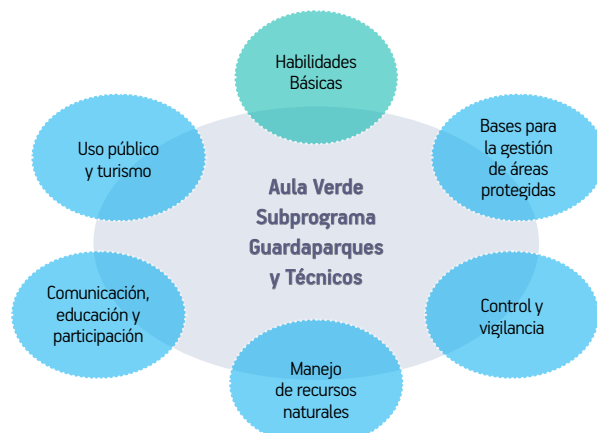 Habilidades
Básicas
Bases para
la gestión
de áreas
protegidas
Control y
vigilancia
Manejo
de recursos
naturales
Comunicación,
educación y
participación
Uso público
y turismo
Aula Verde
Subprograma
Guardaparques
y Técnicos